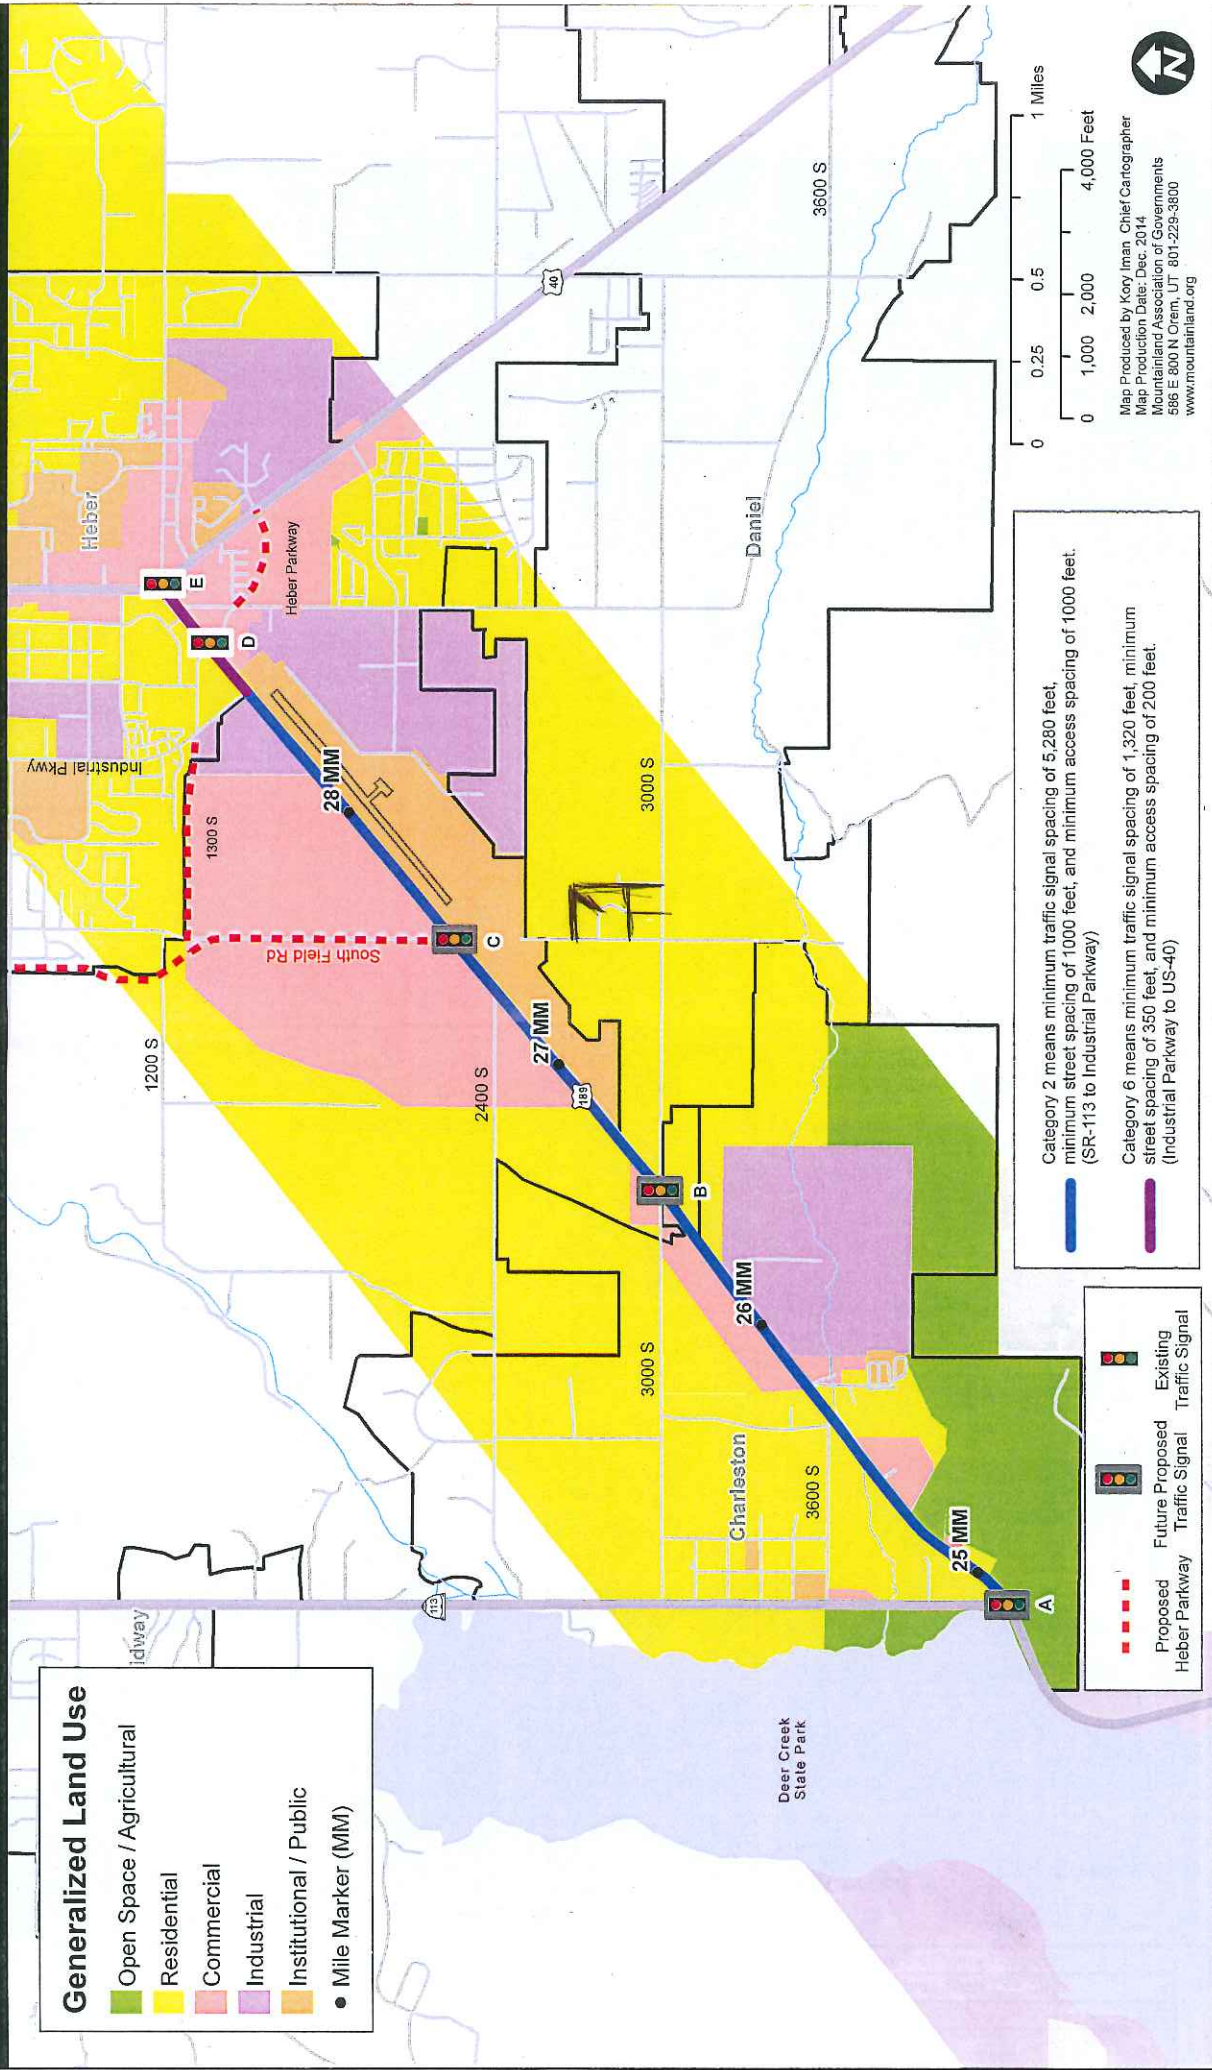 Generalized Land Use
Open Space / Agricultural
Residential
Commercial
Industrial
Institutional / Public
Mile Marker (MM)
idway
113
1200 S
South Field Rd
1300 S
Industrial Pkwy
Heber
E
D
Heber Parkway
28 MM
C
27 MM
2400 S
189
B
26 MM
3000 S
3000 S
Charleston
3600 S
25 MM
A
Deer Creek
State Park
40
3600 S
Daniel
Proposed
Heber Parkway
Future Proposed
Traffic Signal
Existing
Traffic Signal
Category 2 means minimum traffic signal spacing of 5,280 feet,
minimum street spacing of 1000 feet, and minimum access spacing of 1000 feet.
(SR-113 to Industrial Parkway)
Category 6 means minimum traffic signal spacing of 1,320 feet, minimum
street spacing of 350 feet, and minimum access spacing of 200 feet.
(Industrial Parkway to US-40)
0 0.25 0.5 1 Miles
0 1,000 2,000 4,000 Feet
Map Produced by Kory Iman Chief Cartographer
Map Production Date: Dec. 2014
Mountainland Association of Governments
586 E 800 N Orem, UT 801-229-3800
www.mountainland.org
N